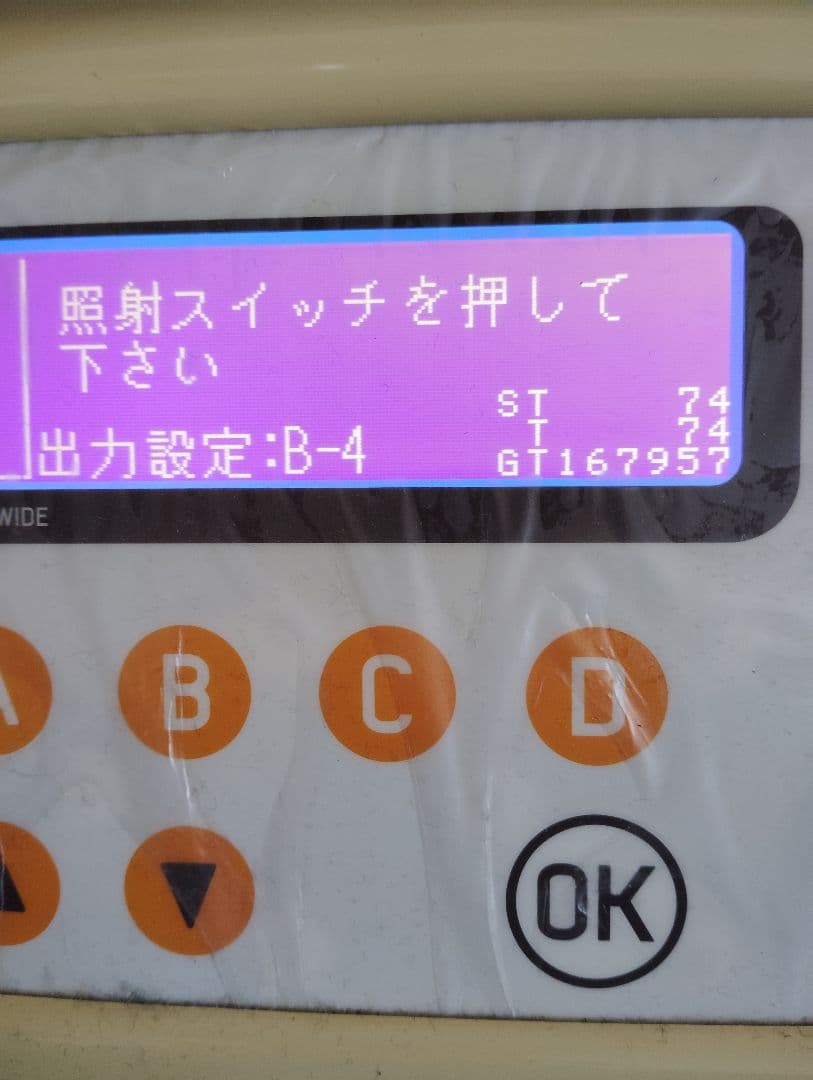 照射スイッチを押して
下さい
ST 74
T 74
出力設定:B-4 GT167957
WIDE
A B C D
▲ ▼ OK